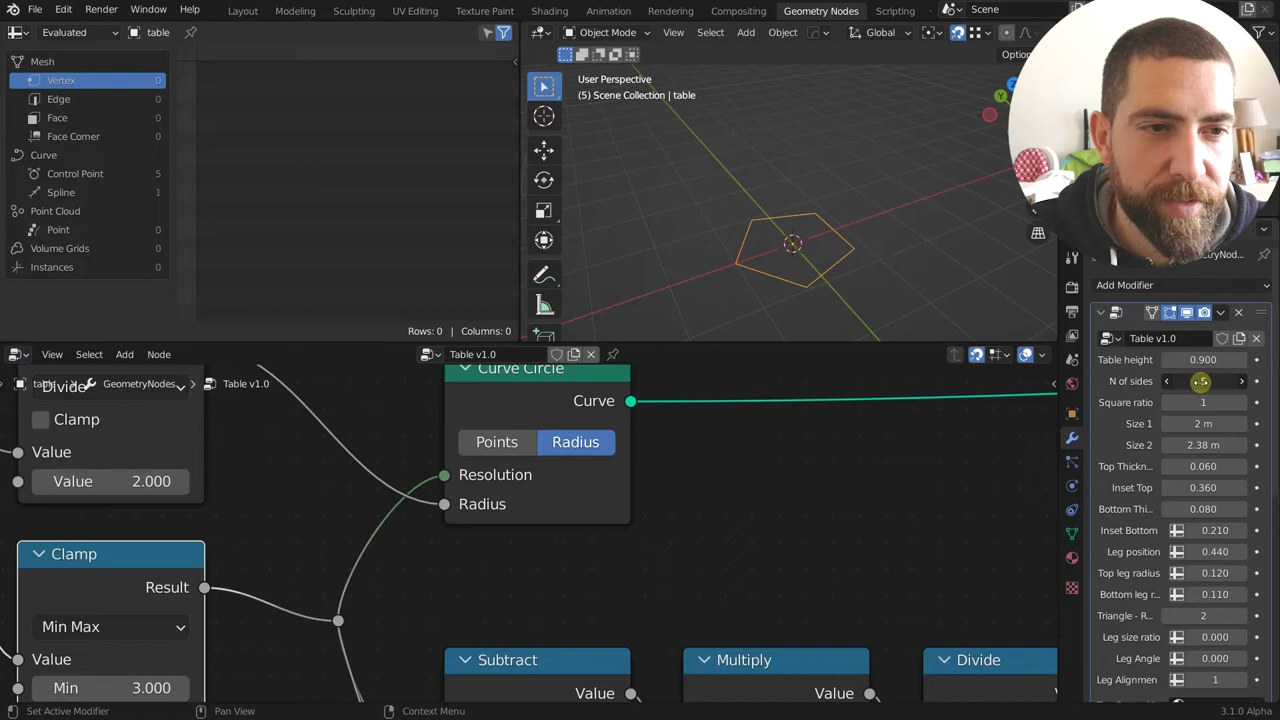 File Edit Render Window Help Layout Modeling Sculpting UV Editing Texture Paint Shading Animation Rendering Compositing Geometry Nodes Scripting Scene
Evaluated table
Object Mode View Select Add Object Global
Options
Mesh
Vertex 0
Edge 0
Face 0
Face Corner 0
Curve
Control Point 5
Spline 1
Point Cloud
Point 0
Volume Grids
Instances 0
Rows: 0 | Columns: 0
User Perspective
(5) Scene Collection | table
View Select Add Node Table v1.0
table GeometryNodes Table v1.0
Divide
Clamp
Value
Value 2.000
Curve Circle
Curve
Points Radius
Resolution
Radius
Clamp
Result
Min Max
Value
Min 3.000
Subtract
Value
Multiply
Value
Divide
Add Modifier
Table v1.0
Table height 0.900
N of sides
Square ratio 1
Size 1 2 m
Size 2 2.38 m
Top Thickn... 0.060
Inset Top 0.360
Bottom Thi... 0.080
Inset Bottom 0.210
Leg position 0.440
Top leg radius 0.120
Bottom leg r... 0.110
Triangle - R... 2
Leg size ratio 0.000
Leg Angle 0.000
Leg Alignmen 1
Set Active Modifier Pan View Context Menu 3.1.0 Alpha